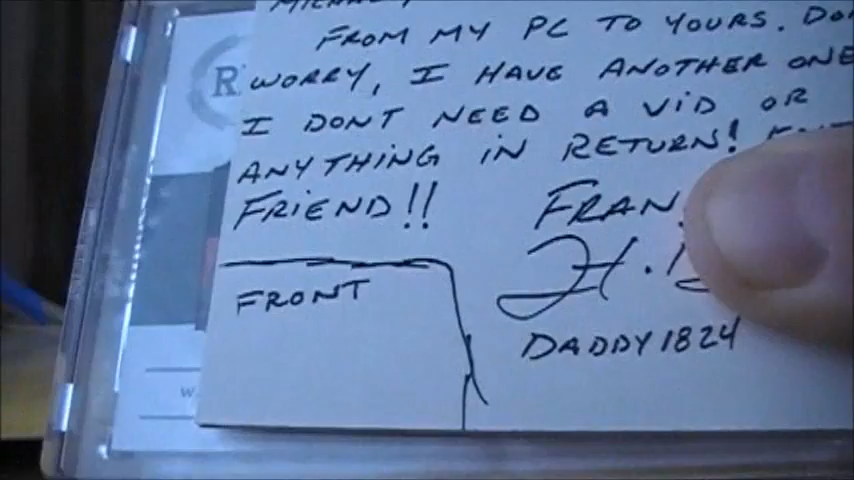 FROM MY PC TO YOURS.
WORRY, I HAVE ANOTHER ONE
I DONT NEED A VID OR
ANYTHING IN RETURN!
FRIEND!!
FRAN
DADDY1824
FRONT
R
W